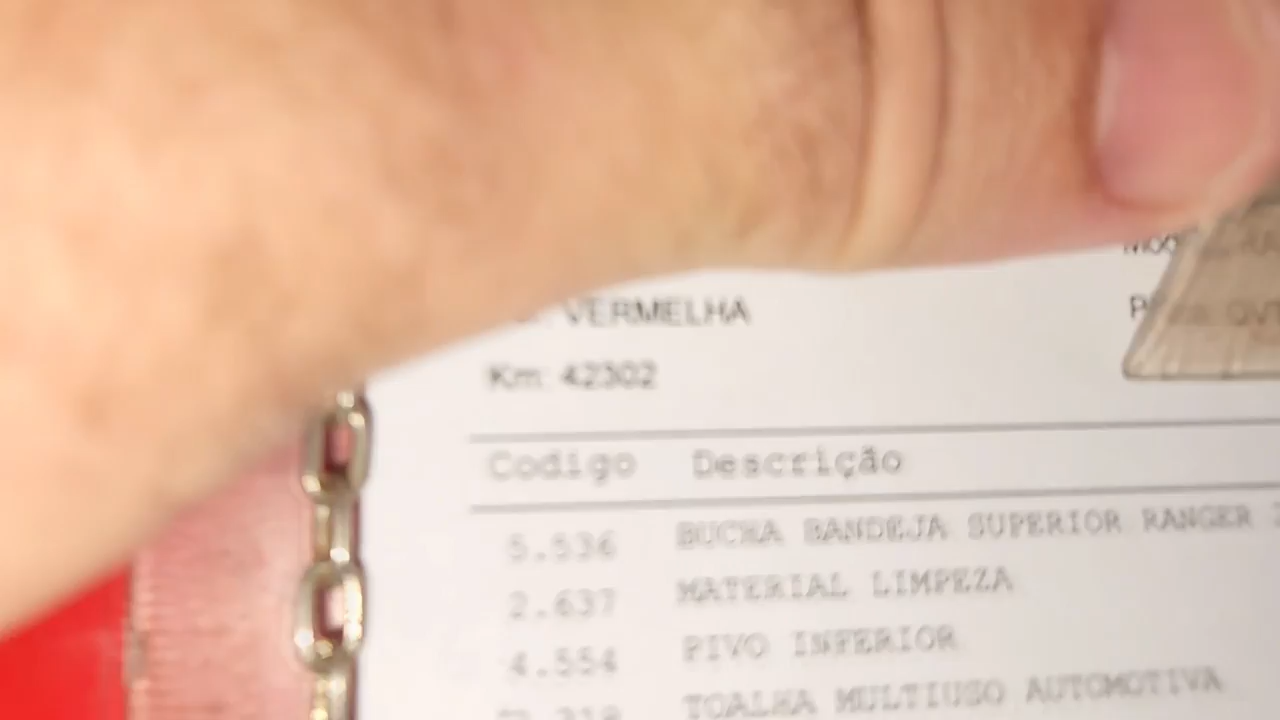 VERMELHA
Km: 42302
Codigo Descrição
5.536 BUCHA BANDEJA SUPERIOR RANGER
2.637 MATERIAL LIMPEZA
4.554 PIVO INFERIOR
TOALHA MULTIUSO AUTOMOTIVA